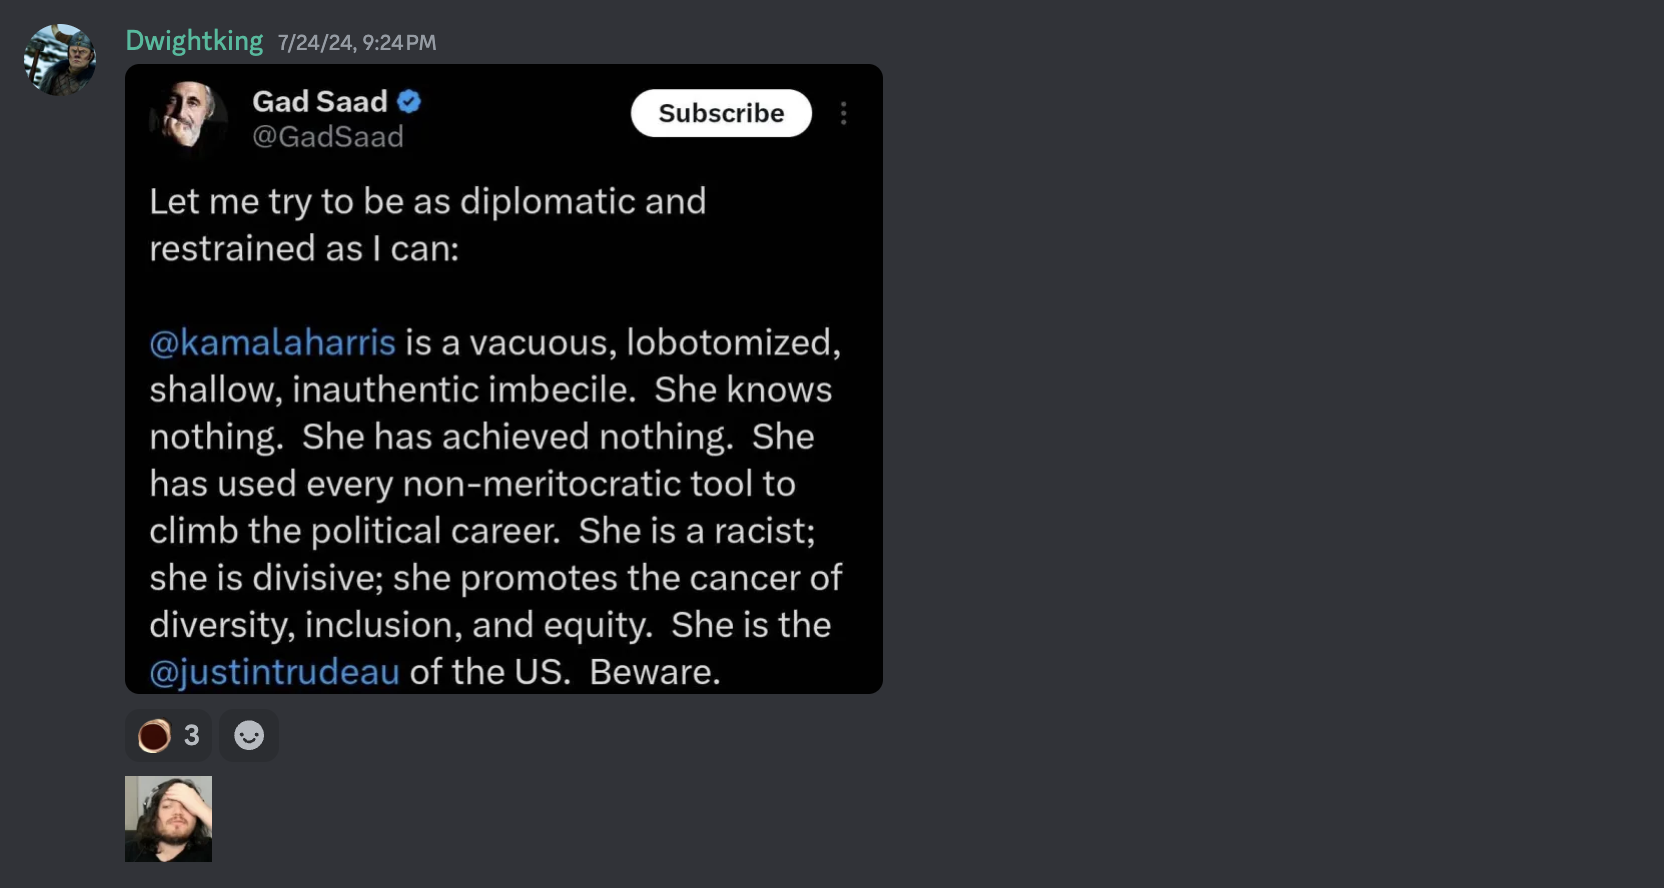 Dwightking 7/24/24, 9:24 PM
Gad Saad
Subscribe
@GadSaad
Let me try to be as diplomatic and
restrained as I can:
@kamalaharris is a vacuous, lobotomized,
shallow, inauthentic imbecile.  She knows
nothing.  She has achieved nothing.  She
has used every non-meritocratic tool to
climb the political career.  She is a racist;
she is divisive; she promotes the cancer of
diversity, inclusion, and equity.  She is the
@justintrudeau of the US.  Beware.
3